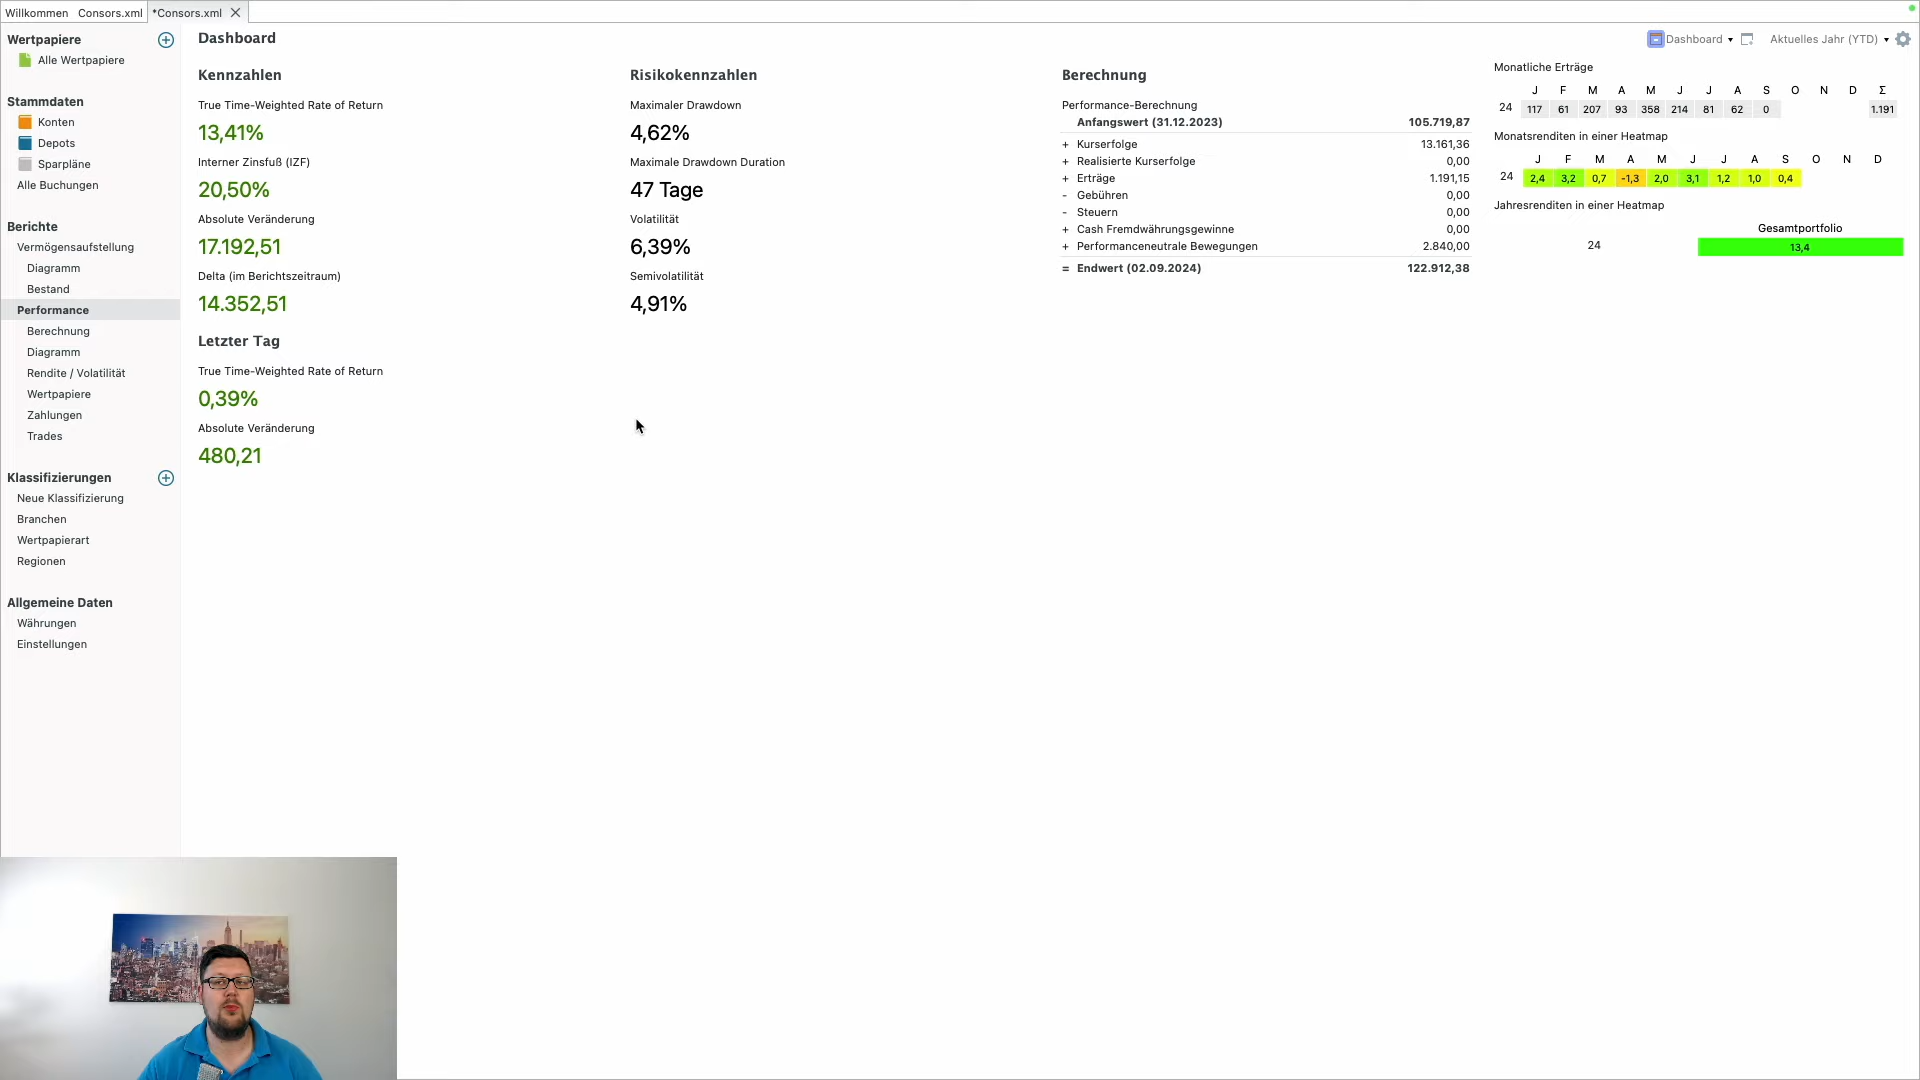 Willkommen Consors.xml *Consors.xml
Wertpapiere
Alle Wertpapiere
Stammdaten
Konten
Depots
Sparpläne
Alle Buchungen
Berichte
Vermögensaufstellung
Diagramm
Bestand
Performance
Berechnung
Diagramm
Rendite / Volatilität
Wertpapiere
Zahlungen
Trades
Klassifizierungen
Neue Klassifizierung
Branchen
Wertpapierart
Regionen
Allgemeine Daten
Währungen
Einstellungen
Dashboard
Dashboard Aktuelles Jahr (YTD)
Kennzahlen
True Time-Weighted Rate of Return
13,41%
Interner Zinsfuß (IZF)
20,50%
Absolute Veränderung
17.192,51
Delta (im Berichtszeitraum)
14.352,51
Letzter Tag
True Time-Weighted Rate of Return
0,39%
Absolute Veränderung
480,21
Risikokennzahlen
Maximaler Drawdown
4,62%
Maximale Drawdown Duration
47 Tage
Volatilität
6,39%
Semivolatilität
4,91%
Berechnung
Performance-Berechnung
Anfangswert (31.12.2023) 105.719,87
+ Kurserfolge 13.161,36
+ Realisierte Kurserfolge 0,00
+ Erträge 1.191,15
- Gebühren 0,00
- Steuern 0,00
+ Cash Fremdwährungsgewinne 0,00
+ Performanceneutrale Bewegungen 2.840,00
= Endwert (02.09.2024) 122.912,38
Monatliche Erträge
J F M A M J J A S O N D Σ
24 117 61 207 93 358 214 81 62 0 1.191
Monatsrenditen in einer Heatmap
J F M A M J J A S O N D
24 2,4 3,2 0,7 -1,3 2,0 3,1 1,2 1,0 0,4
Jahresrenditen in einer Heatmap
Gesamtportfolio
24 13,4